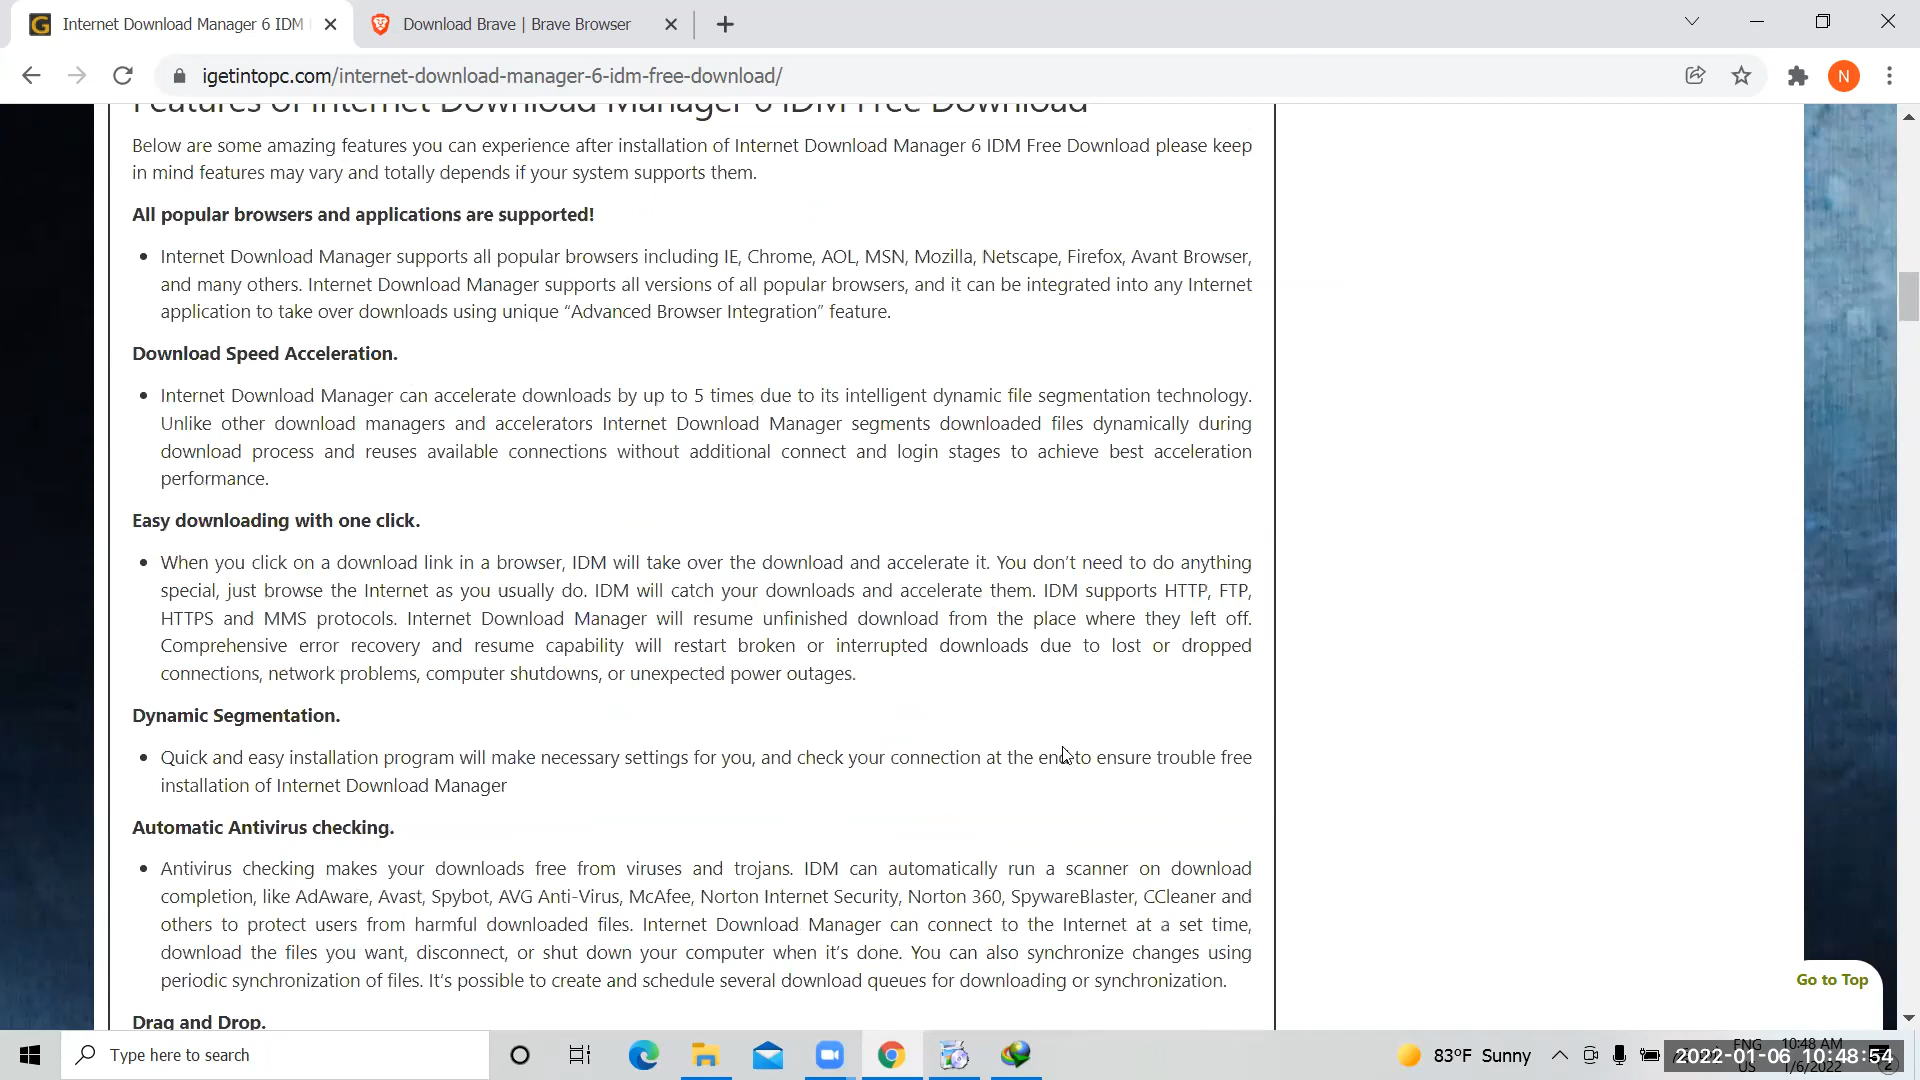 Internet Download Manager 6 IDM
Download Brave | Brave Browser
igetintopc.com/internet-download-manager-6-idm-free-download/
N
Features of Internet Download Manager 6 IDM Free Download
Below are some amazing features you can experience after installation of Internet Download Manager 6 IDM Free Download please keep
in mind features may vary and totally depends if your system supports them.
All popular browsers and applications are supported!
• Internet Download Manager supports all popular browsers including IE, Chrome, AOL, MSN, Mozilla, Netscape, Firefox, Avant Browser,
and many others. Internet Download Manager supports all versions of all popular browsers, and it can be integrated into any Internet
application to take over downloads using unique “Advanced Browser Integration” feature.
Download Speed Acceleration.
• Internet Download Manager can accelerate downloads by up to 5 times due to its intelligent dynamic file segmentation technology.
Unlike other download managers and accelerators Internet Download Manager segments downloaded files dynamically during
download process and reuses available connections without additional connect and login stages to achieve best acceleration
performance.
Easy downloading with one click.
• When you click on a download link in a browser, IDM will take over the download and accelerate it. You don’t need to do anything
special, just browse the Internet as you usually do. IDM will catch your downloads and accelerate them. IDM supports HTTP, FTP,
HTTPS and MMS protocols. Internet Download Manager will resume unfinished download from the place where they left off.
Comprehensive error recovery and resume capability will restart broken or interrupted downloads due to lost or dropped
connections, network problems, computer shutdowns, or unexpected power outages.
Dynamic Segmentation.
• Quick and easy installation program will make necessary settings for you, and check your connection at the end to ensure trouble free
installation of Internet Download Manager
Automatic Antivirus checking.
• Antivirus checking makes your downloads free from viruses and trojans. IDM can automatically run a scanner on download
completion, like AdAware, Avast, Spybot, AVG Anti-Virus, McAfee, Norton Internet Security, Norton 360, SpywareBlaster, CCleaner and
others to protect users from harmful downloaded files. Internet Download Manager can connect to the Internet at a set time,
download the files you want, disconnect, or shut down your computer when it’s done. You can also synchronize changes using
periodic synchronization of files. It’s possible to create and schedule several download queues for downloading or synchronization.
Go to Top
Drag and Drop.
Type here to search
83°F Sunny
ENG
US
10:48 AM
1/6/2022
2022-01-06 10:48:54
2